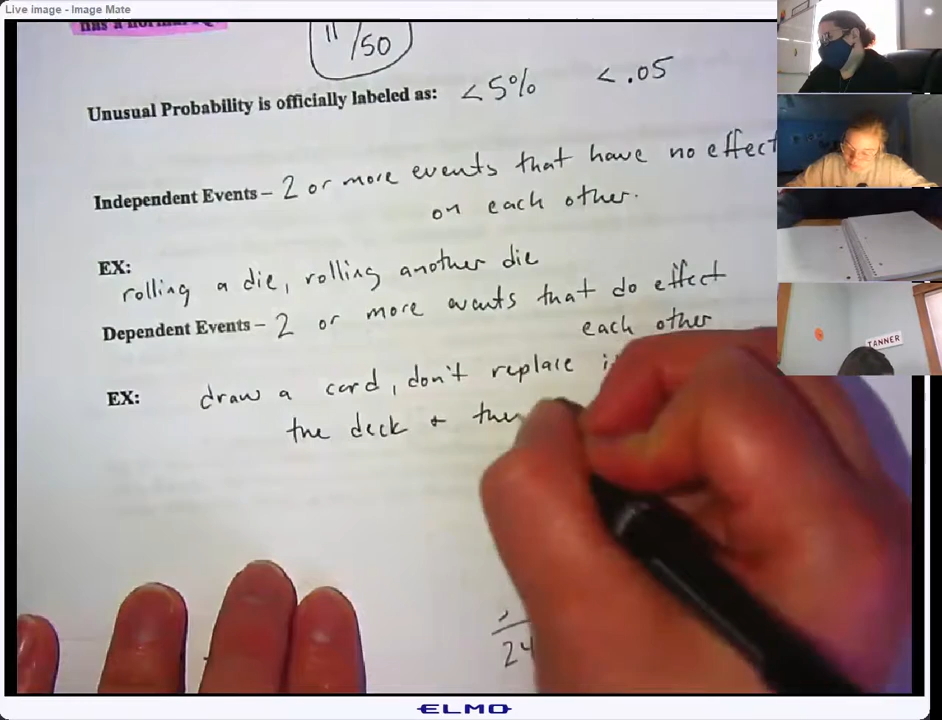 Live image - Image Mate
has a
11/50
Unusual Probability is officially labeled as: <5% <.05
Independent Events – 2 or more events that have no effect
on each other.
EX:
rolling a die, rolling another die
Dependent Events – 2 or more events that do effect
each other
EX: draw a card, don't replace
the deck +
24
TANNER
ELMO